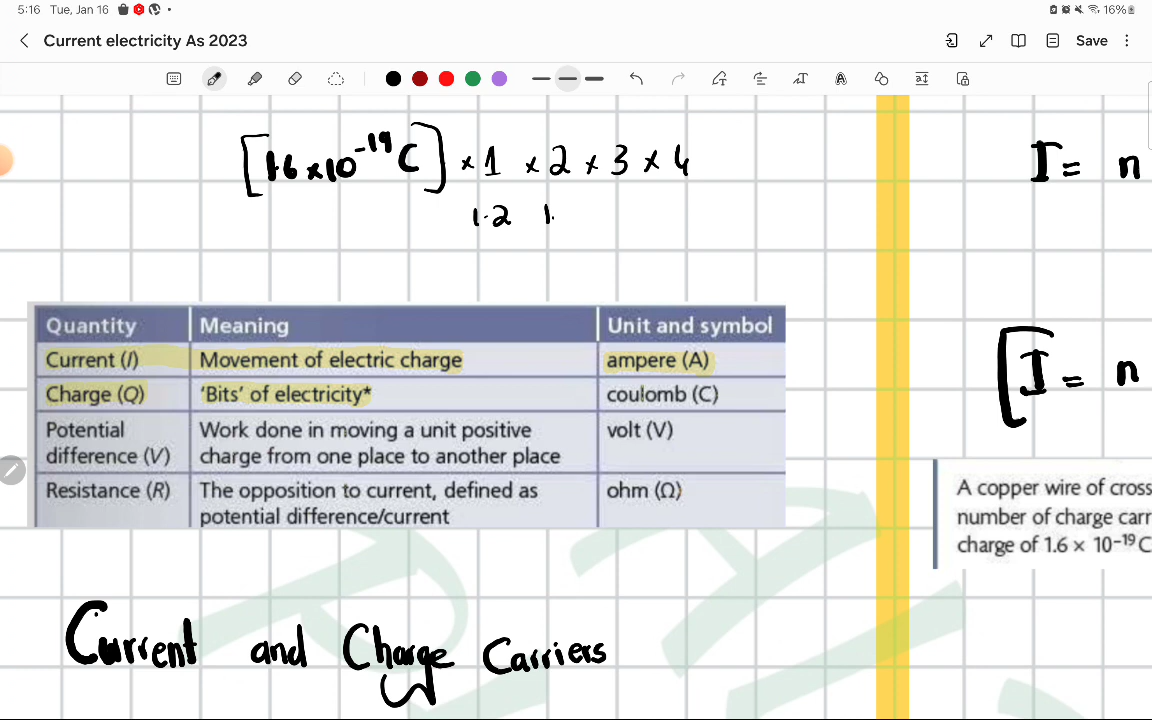 5:16 Tue, Jan 16
16%
Current electricity As 2023
Save
[1.6 × 10⁻¹⁹ C] × 1 × 2 × 3 × 4
1.2 1.
I = n
Quantity Meaning Unit and symbol
Current (I) Movement of electric charge ampere (A)
Charge (Q) 'Bits' of electricity* coulomb (C)
Potential difference (V) Work done in moving a unit positive charge from one place to another place volt (V)
Resistance (R) The opposition to current, defined as potential difference/current ohm (Ω)
[I = n
A copper wire of cross
number of charge carr
charge of 1.6 × 10⁻¹⁹ C
Current and Charge Carriers